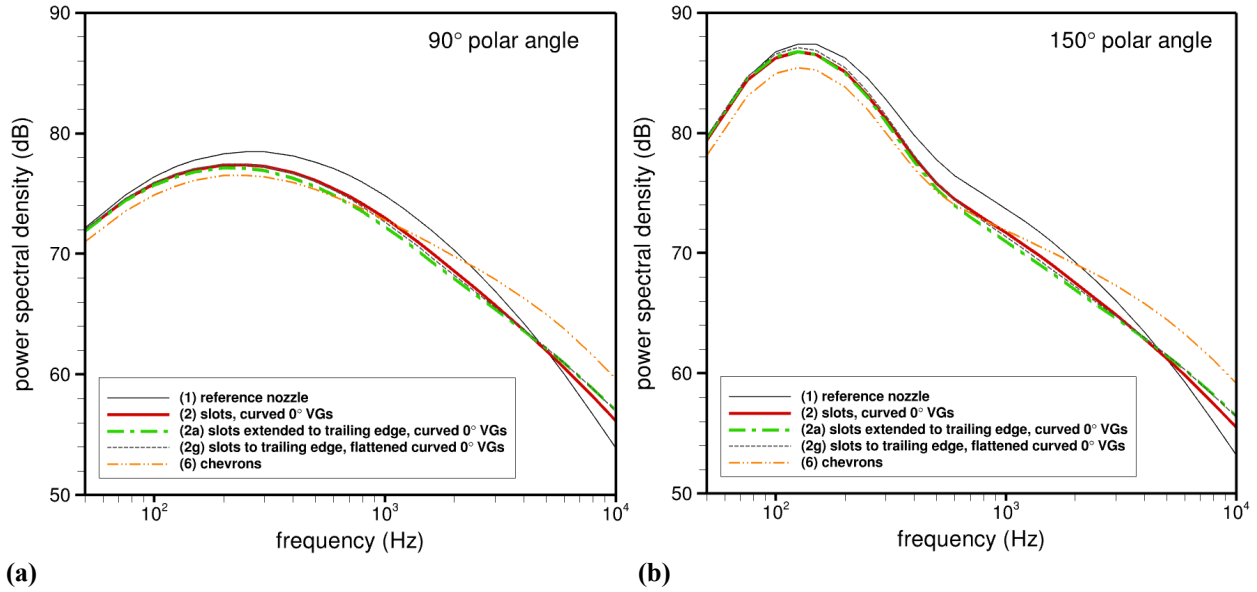 90
80
70
60
50
power spectral density (dB)
90° polar angle
(1) reference nozzle
(2) slots, curved 0° VGs
(2a) slots extended to trailing edge, curved 0° VGs
(2g) slots to trailing edge, flattened curved 0° VGs
(6) chevrons
10² 10³ 10⁴
frequency (Hz)
(a)
90
80
70
60
50
power spectral density (dB)
150° polar angle
(1) reference nozzle
(2) slots, curved 0° VGs
(2a) slots extended to trailing edge, curved 0° VGs
(2g) slots to trailing edge, flattened curved 0° VGs
(6) chevrons
10² 10³ 10⁴
frequency (Hz)
(b)